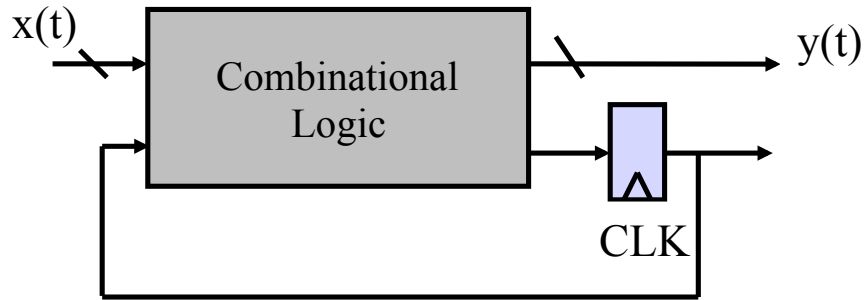 x(t)
y(t)
Combinational
Logic
CLK